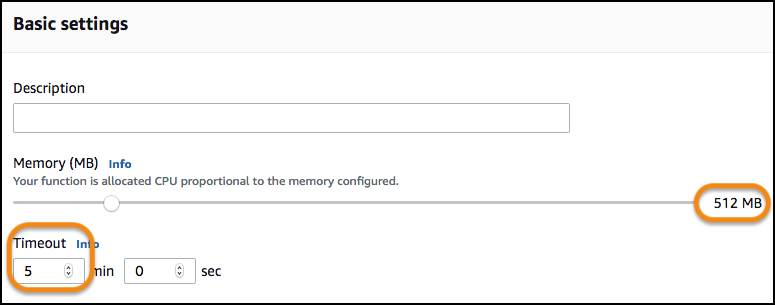 Basic settings
Description
Memory (MB) Info
Your function is allocated CPU proportional to the memory configured.
512 MB
Timeout Info
5 min 0 sec